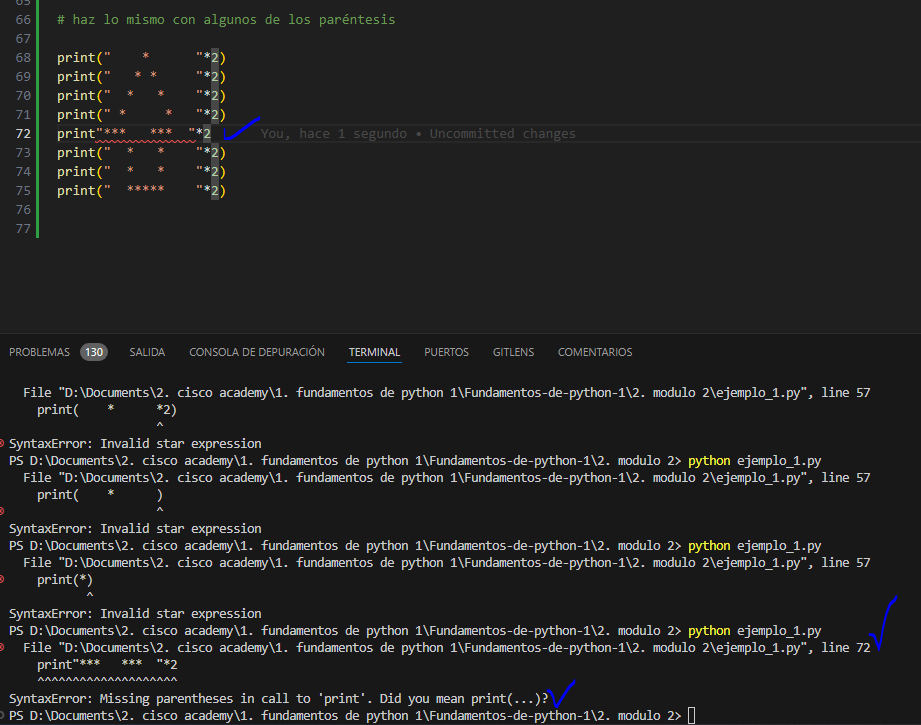 65
66 # haz lo mismo con algunos de los paréntesis
67
68 print("    *      "*2)
69 print("   * *     "*2)
70 print("  *   *    "*2)
71 print(" *     *   "*2)
72 print"***   ***  "*2 You, hace 1 segundo • Uncommitted changes
73 print("  *   *    "*2)
74 print("  *   *    "*2)
75 print("  *****    "*2)
76
77
PROBLEMAS 130 SALIDA CONSOLA DE DEPURACIÓN TERMINAL PUERTOS GITLENS COMENTARIOS
  File "D:\Documents\2. cisco academy\1. fundamentos de python 1\Fundamentos-de-python-1\2. modulo 2\ejemplo_1.py", line 57
    print(    *      *2)
                     ^
SyntaxError: Invalid star expression
PS D:\Documents\2. cisco academy\1. fundamentos de python 1\Fundamentos-de-python-1\2. modulo 2> python ejemplo_1.py
  File "D:\Documents\2. cisco academy\1. fundamentos de python 1\Fundamentos-de-python-1\2. modulo 2\ejemplo_1.py", line 57
    print(    *      )
                     ^
SyntaxError: Invalid star expression
PS D:\Documents\2. cisco academy\1. fundamentos de python 1\Fundamentos-de-python-1\2. modulo 2> python ejemplo_1.py
  File "D:\Documents\2. cisco academy\1. fundamentos de python 1\Fundamentos-de-python-1\2. modulo 2\ejemplo_1.py", line 57
    print(*)
           ^
SyntaxError: Invalid star expression
PS D:\Documents\2. cisco academy\1. fundamentos de python 1\Fundamentos-de-python-1\2. modulo 2> python ejemplo_1.py
  File "D:\Documents\2. cisco academy\1. fundamentos de python 1\Fundamentos-de-python-1\2. modulo 2\ejemplo_1.py", line 72
    print"***   ***  "*2
    ^^^^^^^^^^^^^^^^^^^^
SyntaxError: Missing parentheses in call to 'print'. Did you mean print(...)?
PS D:\Documents\2. cisco academy\1. fundamentos de python 1\Fundamentos-de-python-1\2. modulo 2>